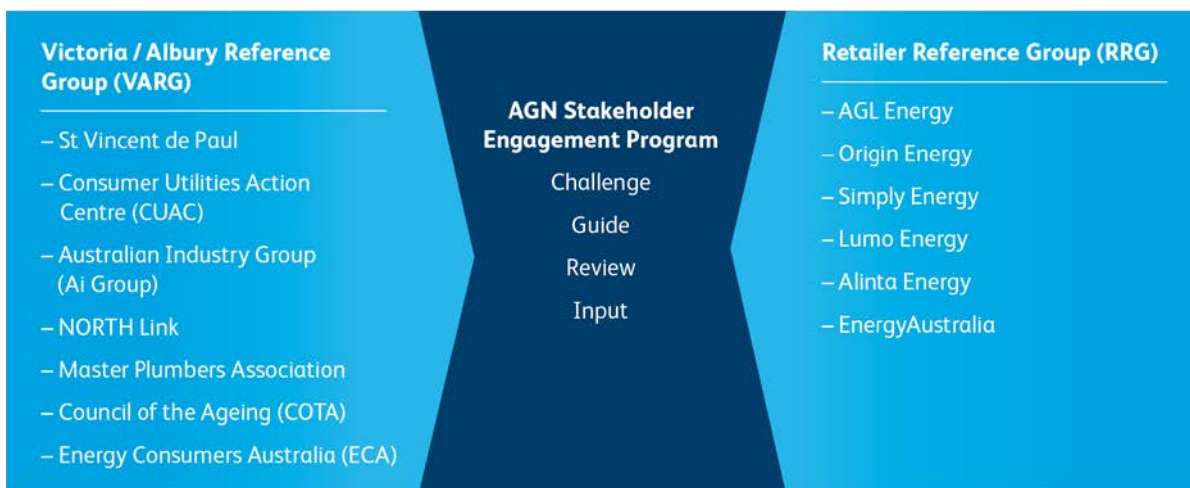 Victoria / Albury Reference
Group (VARG)
– St Vincent de Paul
– Consumer Utilities Action
Centre (CUAC)
– Australian Industry Group
(Ai Group)
– NORTH Link
– Master Plumbers Association
– Council of the Ageing (COTA)
– Energy Consumers Australia (ECA)
AGN Stakeholder
Engagement Program
Challenge
Guide
Review
Input
Retailer Reference Group (RRG)
– AGL Energy
– Origin Energy
– Simply Energy
– Lumo Energy
– Alinta Energy
– EnergyAustralia